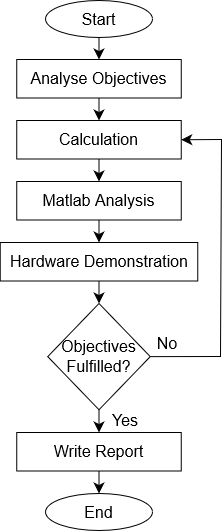 Start
Analyse Objectives
Calculation
Matlab Analysis
Hardware Demonstration
Objectives
Fulfilled?
No
Yes
Write Report
End